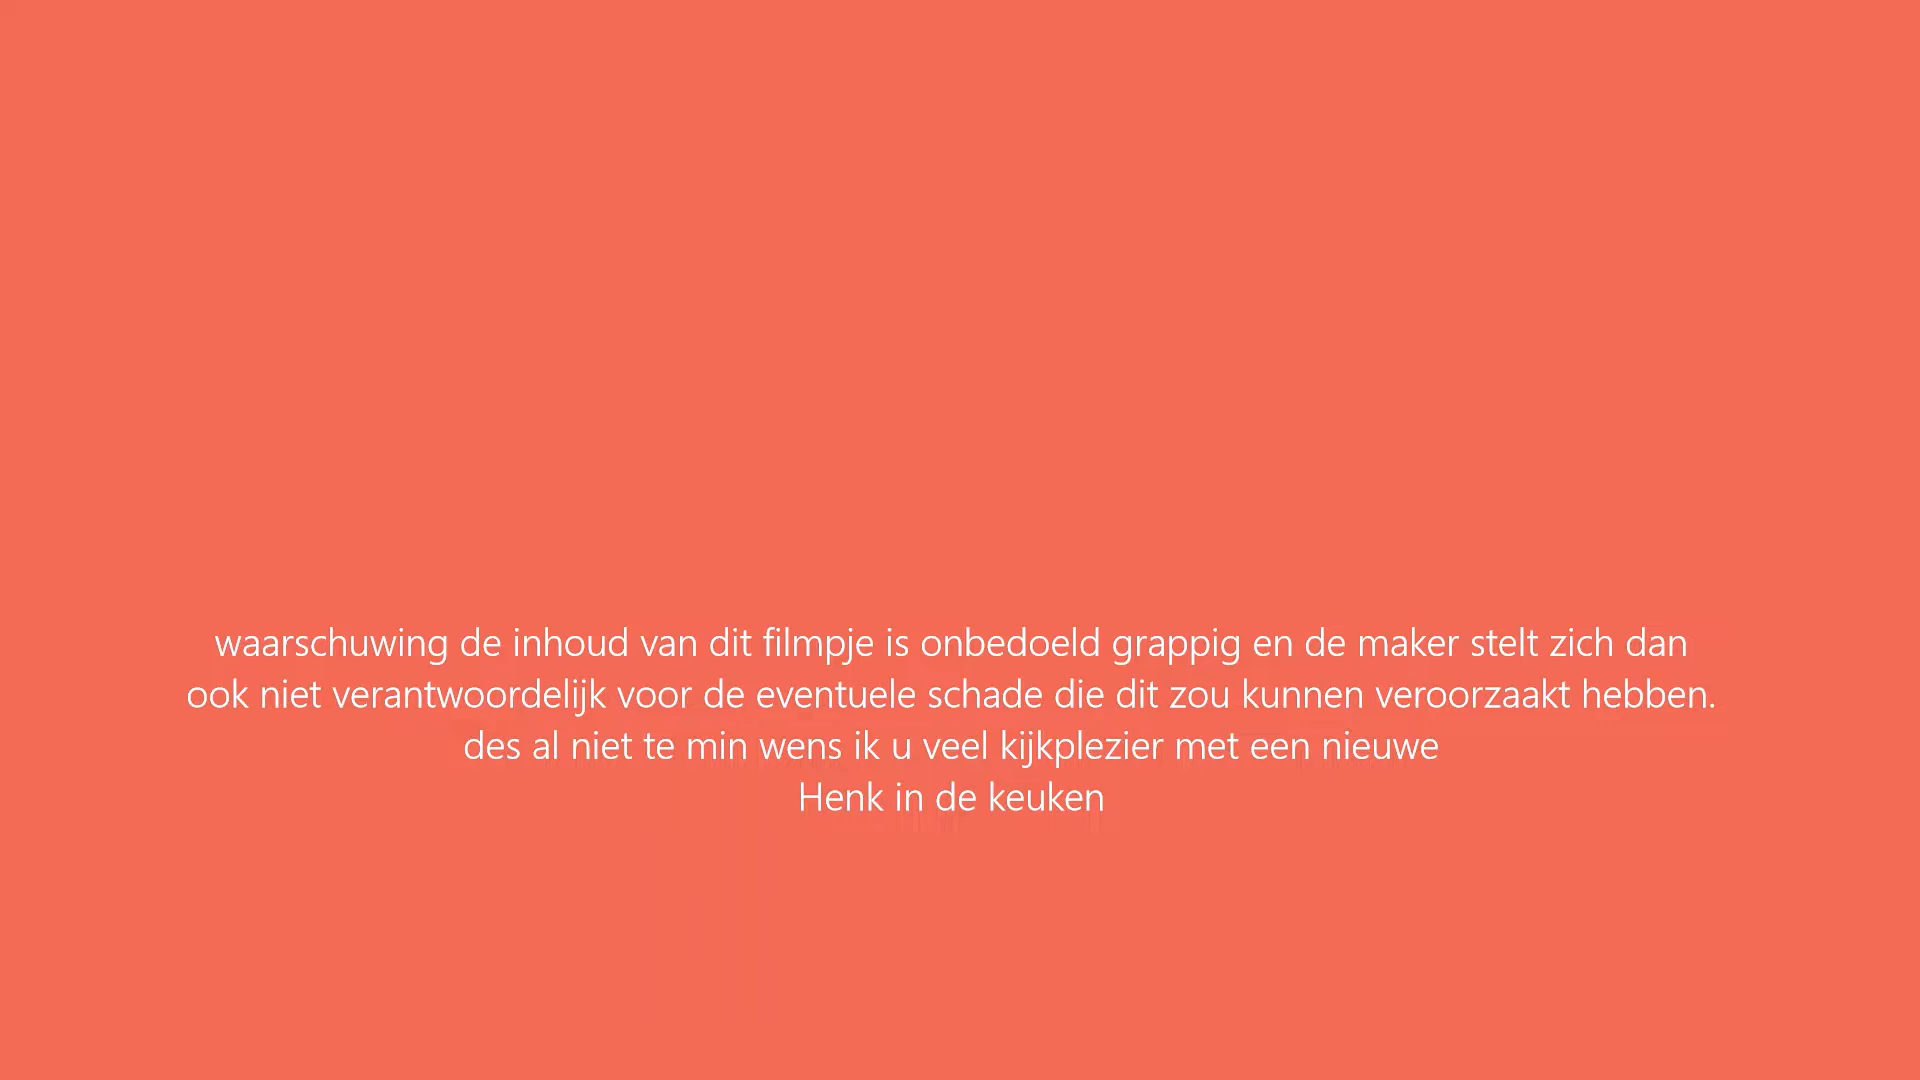 waarschuwing de inhoud van dit filmpje is onbedoeld grappig en de maker stelt zich dan
ook niet verantwoordelijk voor de eventuele schade die dit zou kunnen veroorzaakt hebben.
des al niet te min wens ik u veel kijkplezier met een nieuwe
Henk in de keuken